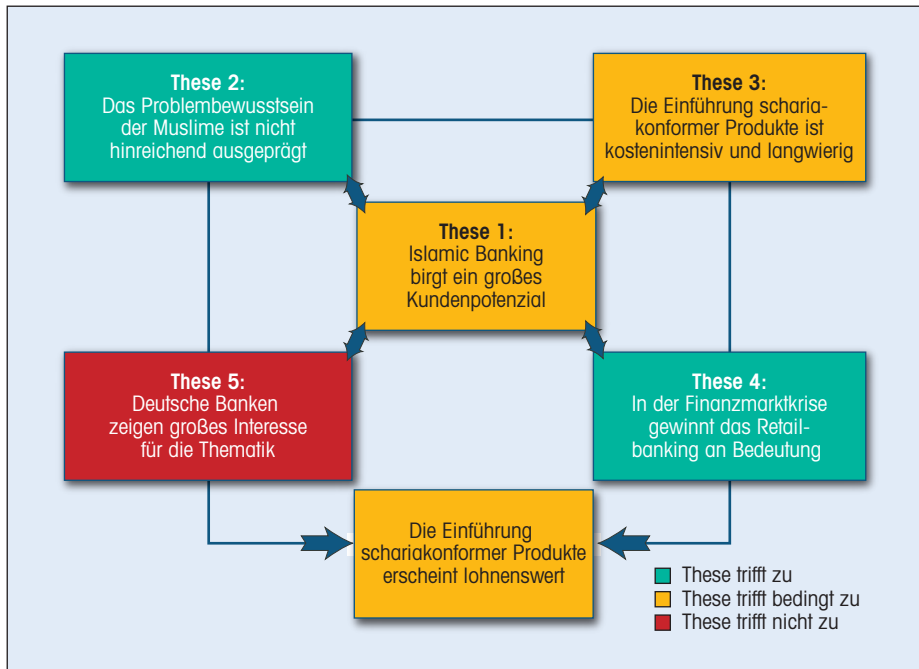 These 2:
Das Problembewusstsein
der Muslime ist nicht
hinreichend ausgeprägt
These 3:
Die Einführung scharia-
konformer Produkte ist
kostenintensiv und langwierig
These 1:
Islamic Banking
birgt ein großes
Kundenpotenzial
These 5:
Deutsche Banken
zeigen großes Interesse
für die Thematik
These 4:
In der Finanzmarktkrise
gewinnt das Retail-
banking an Bedeutung
Die Einführung
schariakonformer Produkte
erscheint lohnenswert
These trifft zu
These trifft bedingt zu
These trifft nicht zu